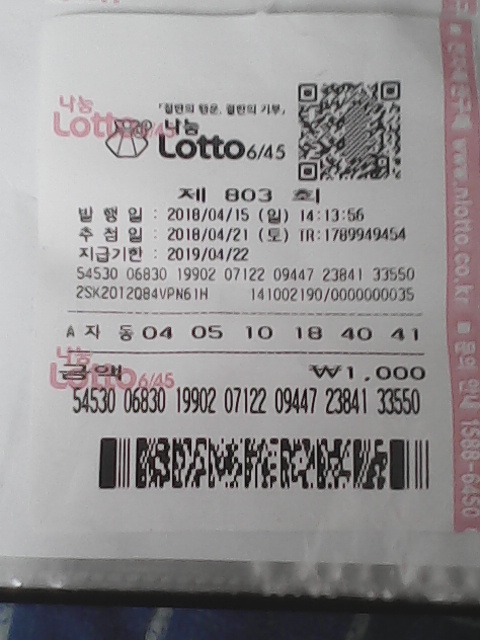 「절반의 행운, 절반의 기부」
나눔
Lotto 6/45
나눔
Lotto 6/45
제 803 회
발 행 일 : 2018/04/15 (일) 14:13:56
추 첨 일 : 2018/04/21 (토) TR:1789949454
지급기한 : 2019/04/22
54530 06830 19902 07122 09447 23841 33550
2SK2012Q84VPN61H 141002190/0000000035
A 자 동 04 05 10 18 40 41
나눔
Lotto 6/45
금액 ₩1,000
54530 06830 19902 07122 09447 23841 33550
www.nlotto.co.kr ■ 문의 안내 1588-6450